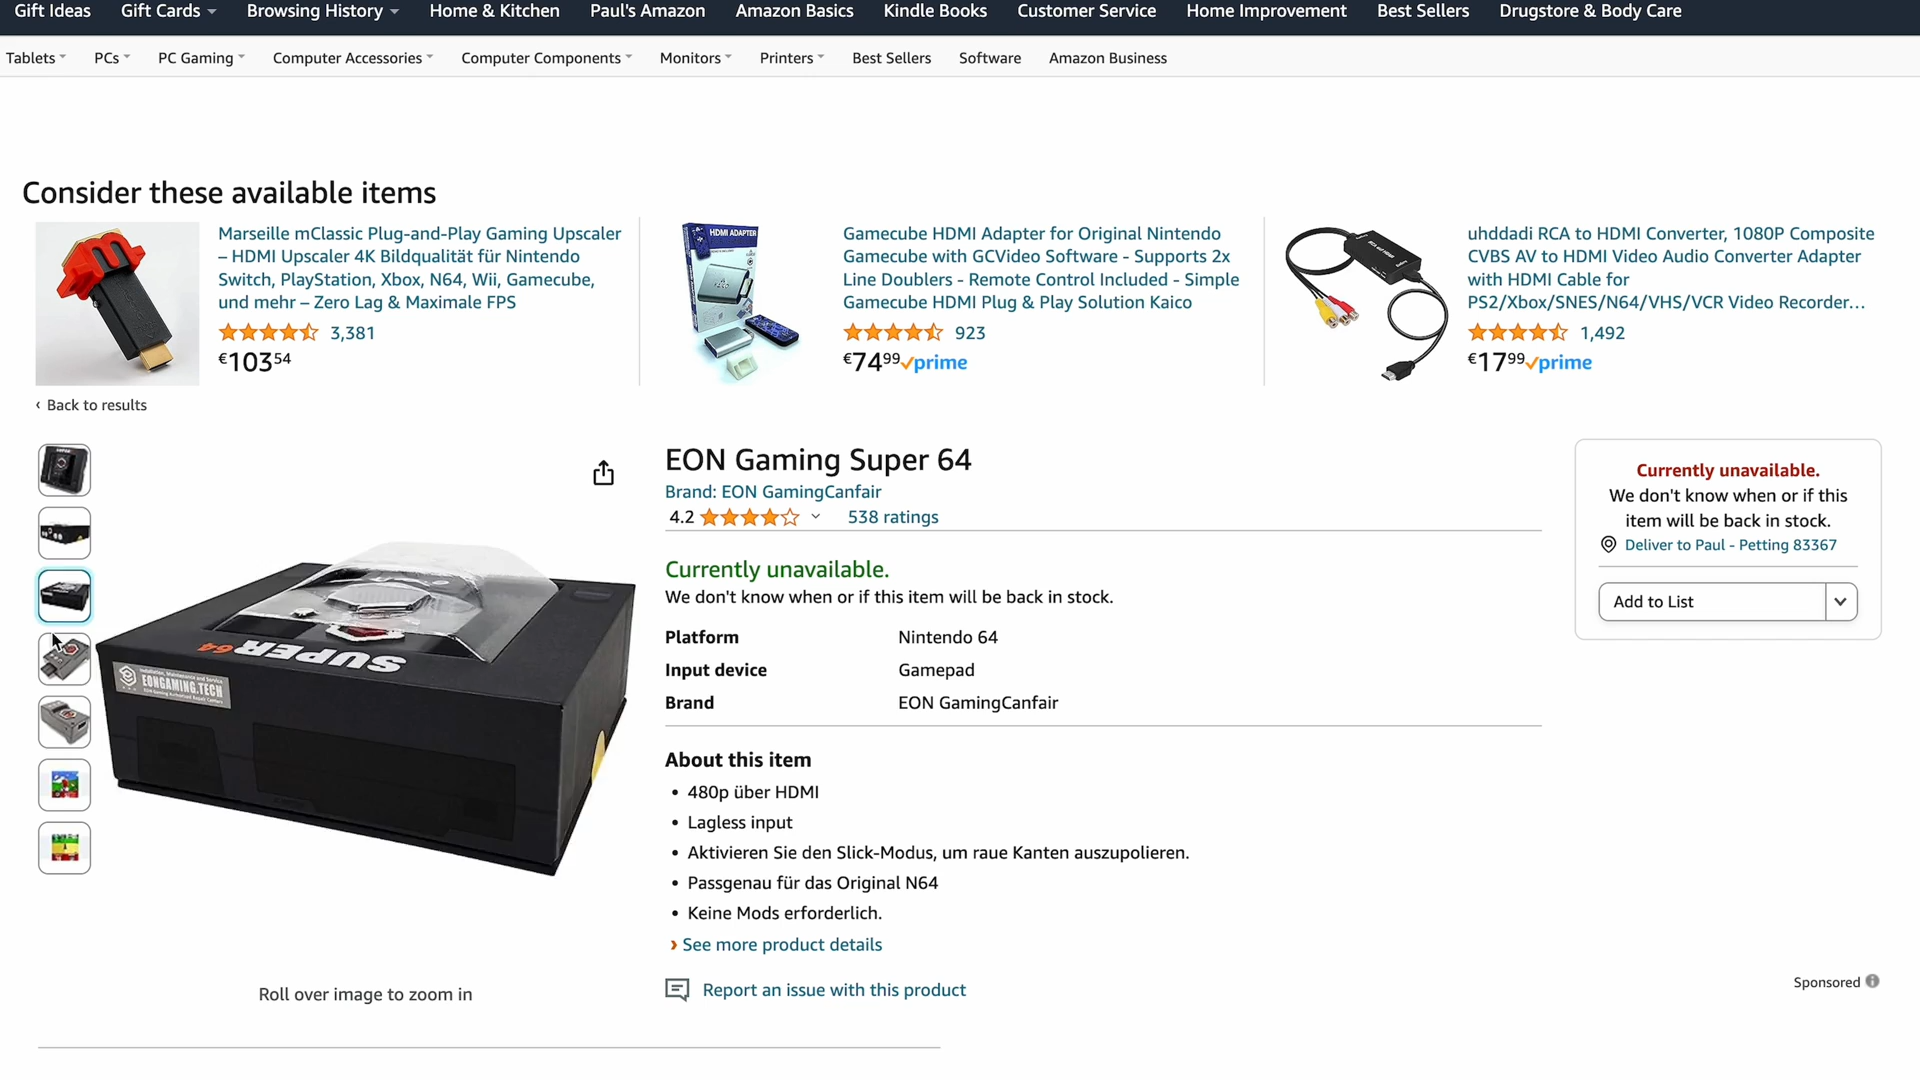 Gift Ideas Gift Cards Browsing History Home & Kitchen Paul's Amazon Amazon Basics Kindle Books Customer Service Home Improvement Best Sellers Drugstore & Body Care
Tablets PCs PC Gaming Computer Accessories Computer Components Monitors Printers Best Sellers Software Amazon Business
Consider these available items
Marseille mClassic Plug-and-Play Gaming Upscaler
– HDMI Upscaler 4K Bildqualität für Nintendo
Switch, PlayStation, Xbox, N64, Wii, Gamecube,
und mehr – Zero Lag & Maximale FPS
3,381
€103 54
HDMI ADAPTER
Gamecube HDMI Adapter for Original Nintendo
Gamecube with GCVideo Software - Supports 2x
Line Doublers - Remote Control Included - Simple
Gamecube HDMI Plug & Play Solution Kaico
923
€74 99 prime
uhddadi RCA to HDMI Converter, 1080P Composite
CVBS AV to HDMI Video Audio Converter Adapter
with HDMI Cable for
PS2/Xbox/SNES/N64/VHS/VCR Video Recorder...
1,492
€17 99 prime
‹ Back to results
SUPER 64
EONGAMING.TECH
Roll over image to zoom in
EON Gaming Super 64
Brand: EON GamingCanfair
4.2 538 ratings
Currently unavailable.
We don't know when or if this item will be back in stock.
Platform Nintendo 64
Input device Gamepad
Brand EON GamingCanfair
About this item
• 480p über HDMI
• Lagless input
• Aktivieren Sie den Slick-Modus, um raue Kanten auszupolieren.
• Passgenau für das Original N64
• Keine Mods erforderlich.
› See more product details
Report an issue with this product
Currently unavailable.
We don't know when or if this
item will be back in stock.
Deliver to Paul - Petting 83367
Add to List
Sponsored